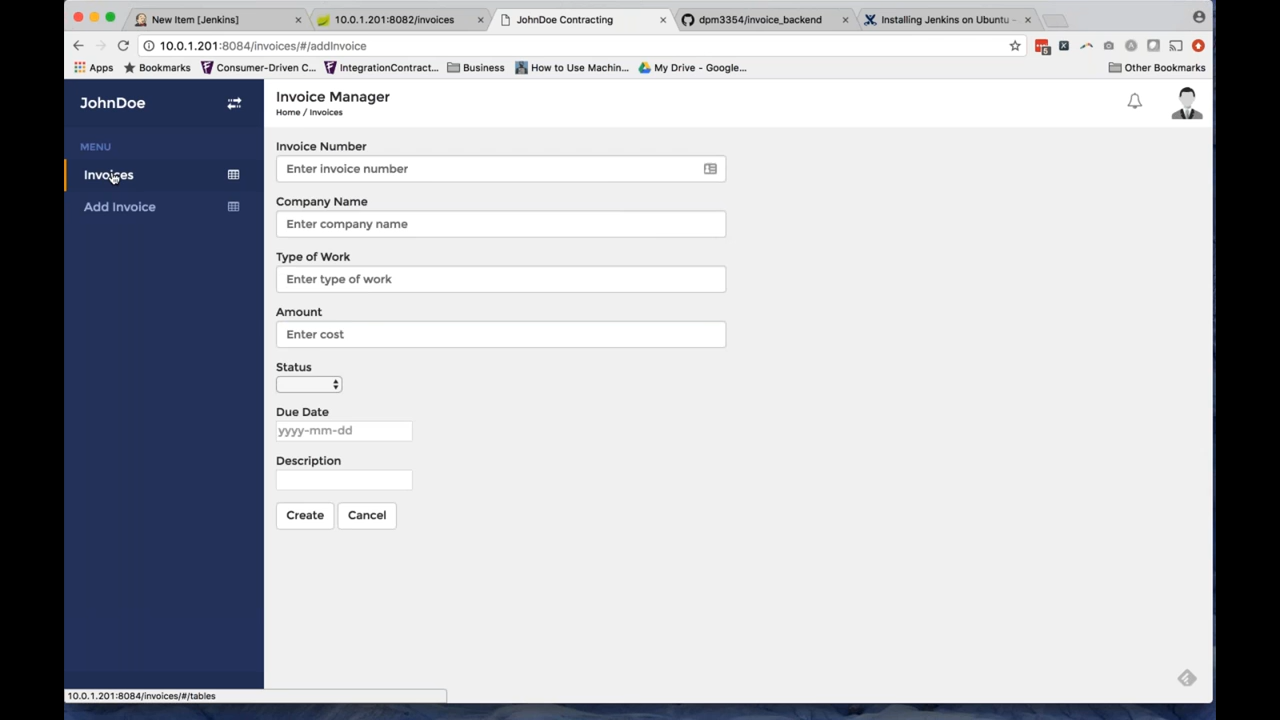 New Item [Jenkins]
10.0.1.201:8082/invoices
JohnDoe Contracting
dpm3354/invoice_backend
Installing Jenkins on Ubuntu -
10.0.1.201:8084/invoices/#/addInvoice
Apps
Bookmarks
Consumer-Driven C...
IntegrationContract...
Business
How to Use Machin...
My Drive - Google...
Other Bookmarks
JohnDoe
Invoice Manager
Home / Invoices
MENU
Invoices
Add Invoice
Invoice Number
Enter invoice number
Company Name
Enter company name
Type of Work
Enter type of work
Amount
Enter cost
Status
Due Date
yyyy-mm-dd
Description
Create
Cancel
10.0.1.201:8084/invoices/#/tables